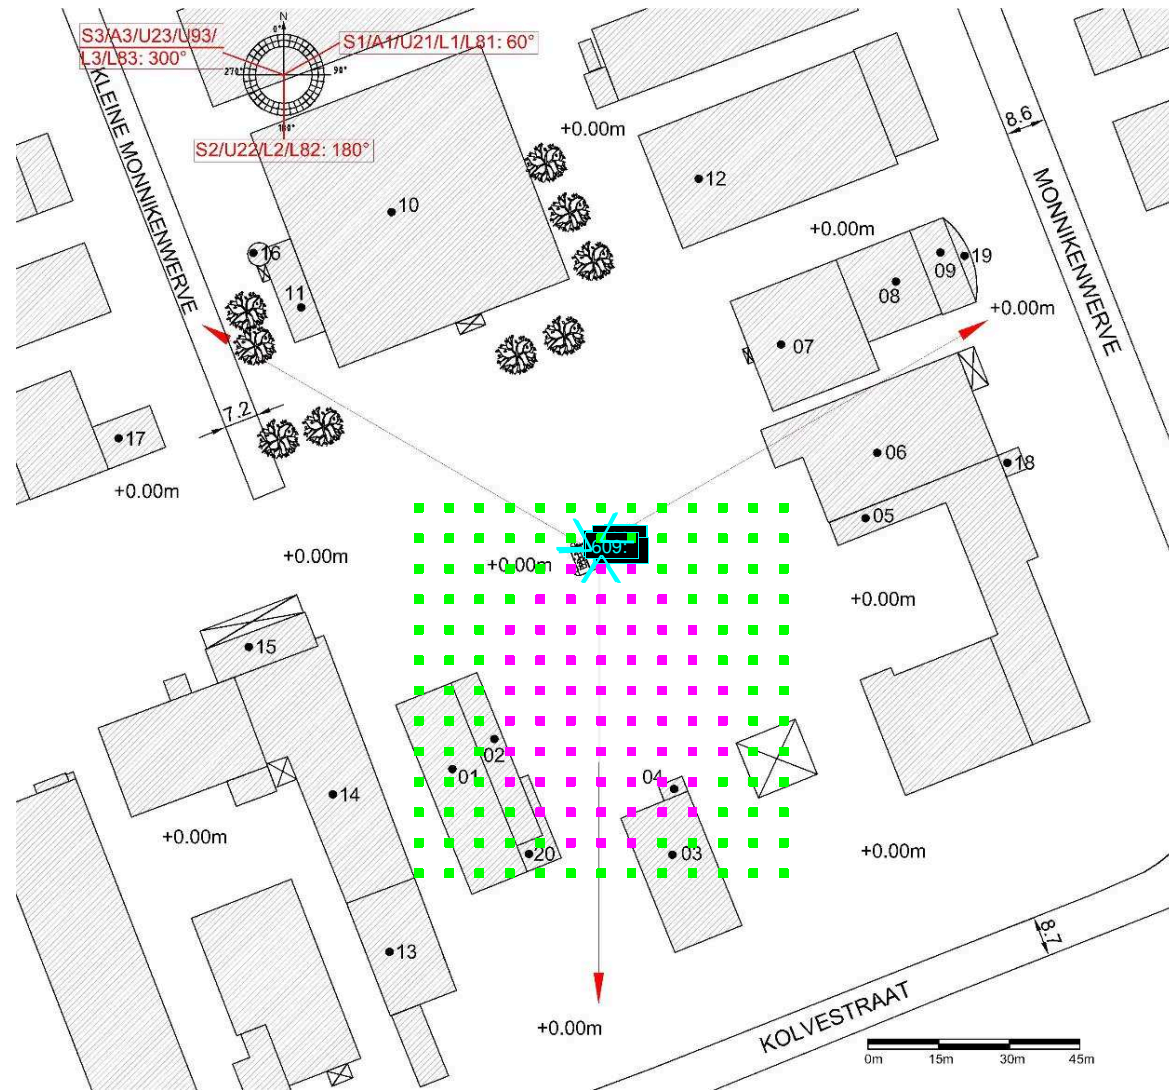 N
0°
S3/A3/U23/U93/
L3/L83: 300°
S1/A1/U21/L1/L81: 60°
270°
90°
180°
S2/U22/L2/L82: 180°
KLEINE MONNIKENWERVE
+0.00m
8.6
12
10
MONNIKENWERVE
+0.00m
16
09
19
08
11
+0.00m
07
7.2
17
06
18
+0.00m
05
609:
+0.00m
+0.00m
+0.00m
15
02
01
04
14
+0.00m
20
03
+0.00m
8.7
13
KOLVESTRAAT
+0.00m
0m
15m
30m
45m